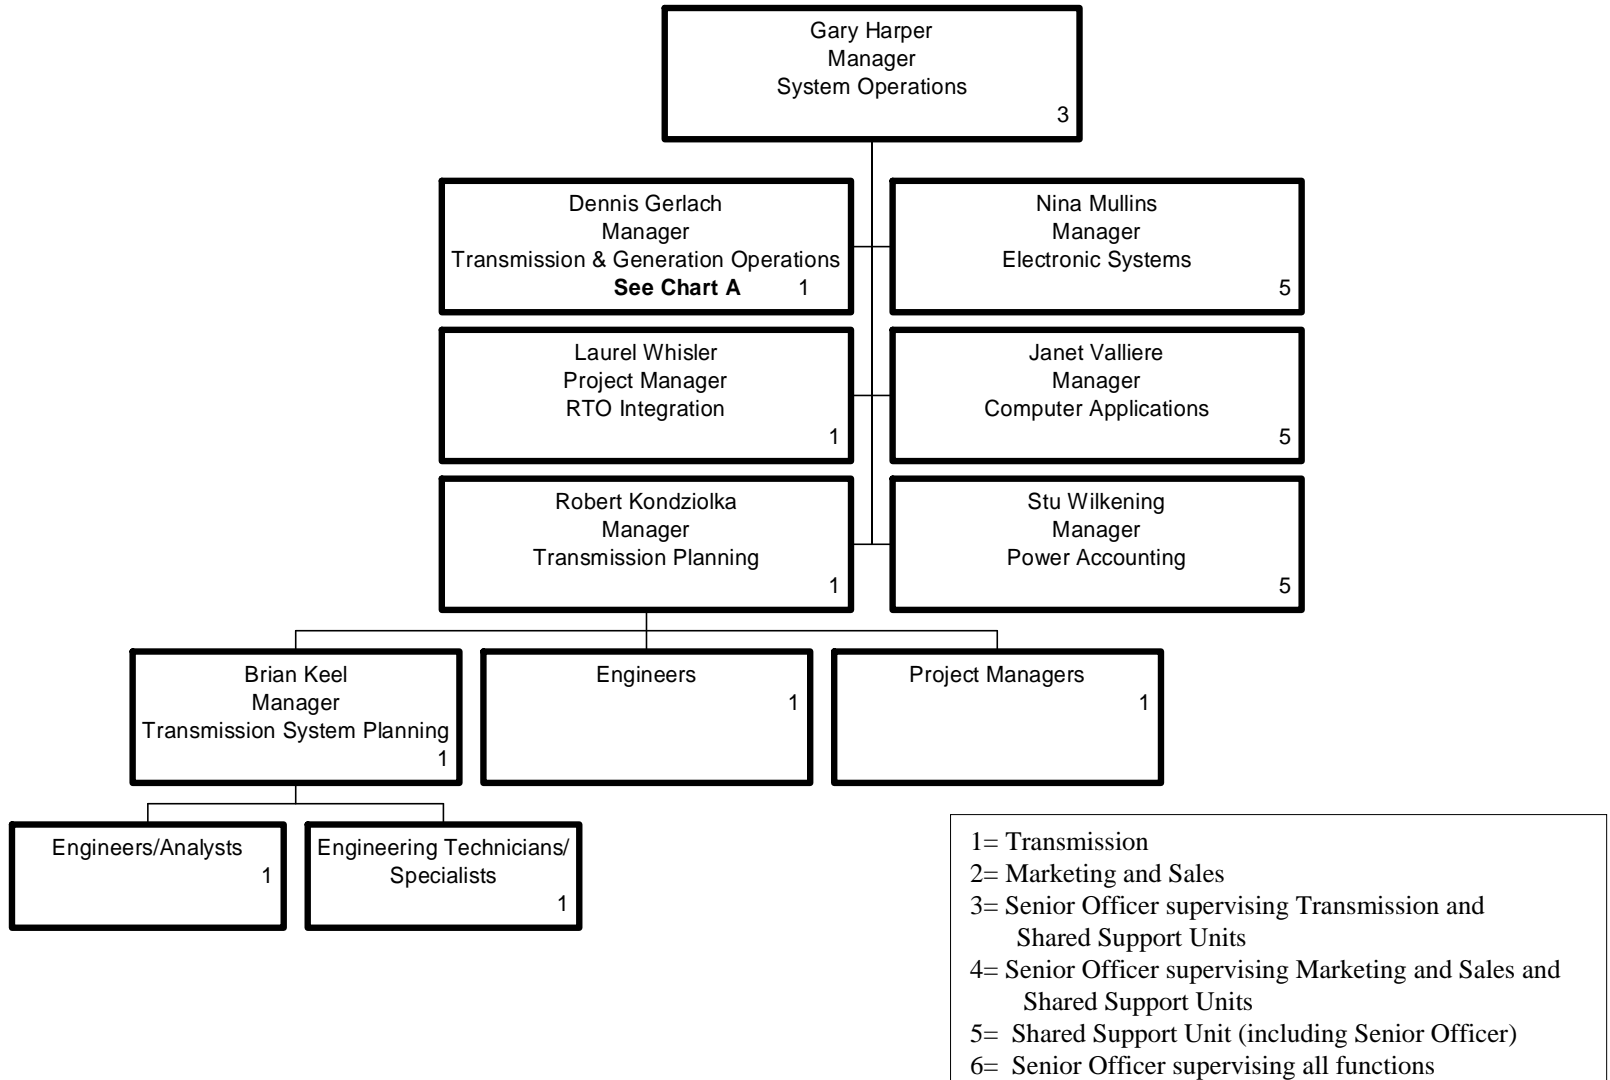 Gary Harper
Manager
System Operations
3
Dennis Gerlach
Manager
Transmission & Generation Operations
See Chart A 1
Nina Mullins
Manager
Electronic Systems
5
Laurel Whisler
Project Manager
RTO Integration
1
Janet Valliere
Manager
Computer Applications
5
Robert Kondziolka
Manager
Transmission Planning
1
Stu Wilkening
Manager
Power Accounting
5
Brian Keel
Manager
Transmission System Planning
1
Engineers
1
Project Managers
1
Engineers/Analysts
1
Engineering Technicians/
Specialists
1
1= Transmission
2= Marketing and Sales
3= Senior Officer supervising Transmission and
Shared Support Units
4= Senior Officer supervising Marketing and Sales and
Shared Support Units
5= Shared Support Unit (including Senior Officer)
6= Senior Officer supervising all functions